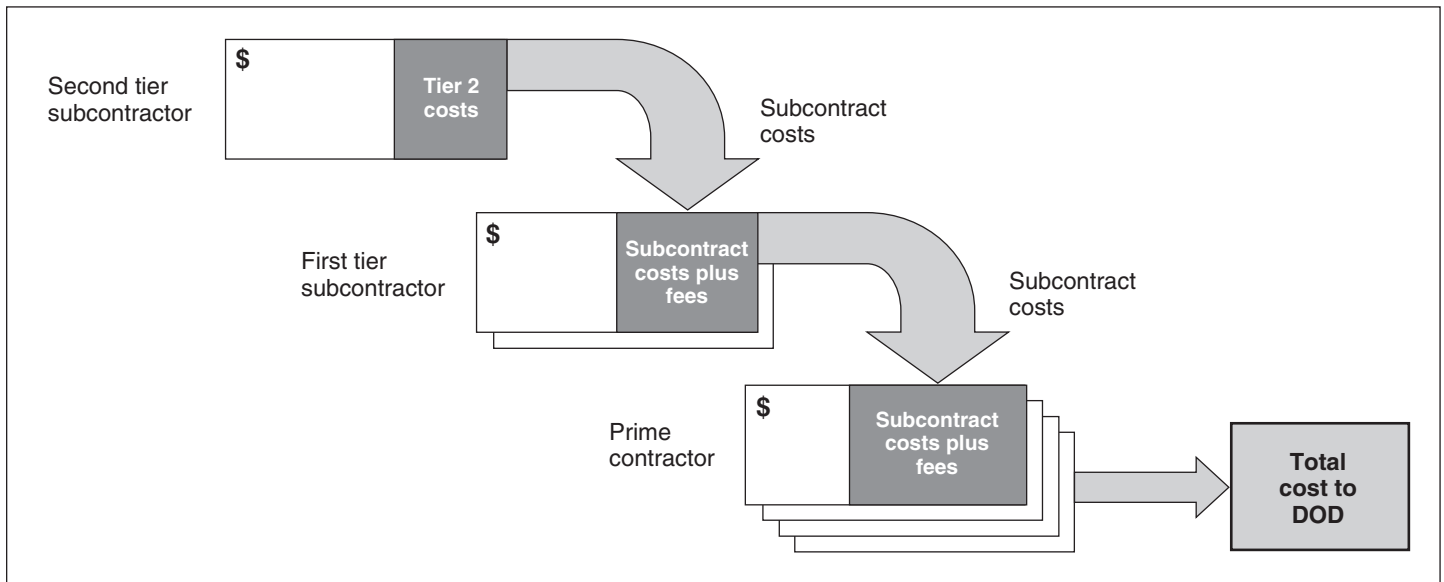 Second tier
subcontractor
$
Tier 2
costs
Subcontract
costs
First tier
subcontractor
$
Subcontract
costs plus
fees
Subcontract
costs
Prime
contractor
$
Subcontract
costs plus
fees
Total
cost to
DOD